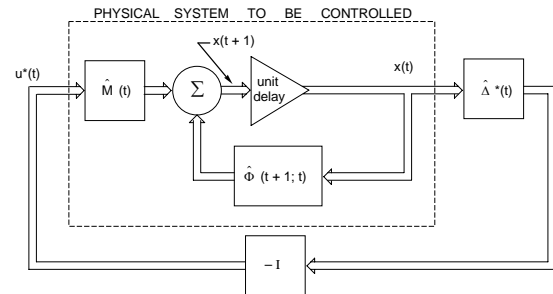 PHYSICAL SYSTEM TO BE CONTROLLED
x(t + 1)
u*(t)
M̂ (t)
Σ
unit
delay
x(t)
Δ̂ *(t)
Φ̂ (t + 1; t)
− I